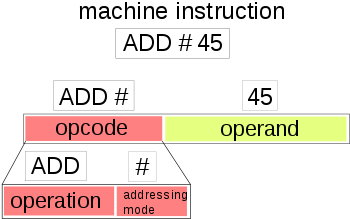 machine instruction
ADD # 45
ADD # 45
opcode operand
ADD #
operation addressing
mode